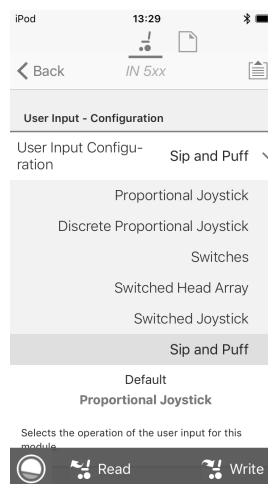 iPod 13:29
Back IN 5xx
User Input - Configuration
User Input Configu-
ration
Sip and Puff
Proportional Joystick
Discrete Proportional Joystick
Switches
Switched Head Array
Switched Joystick
Sip and Puff
Default
Proportional Joystick
Selects the operation of the user input for this
module.
Read Write